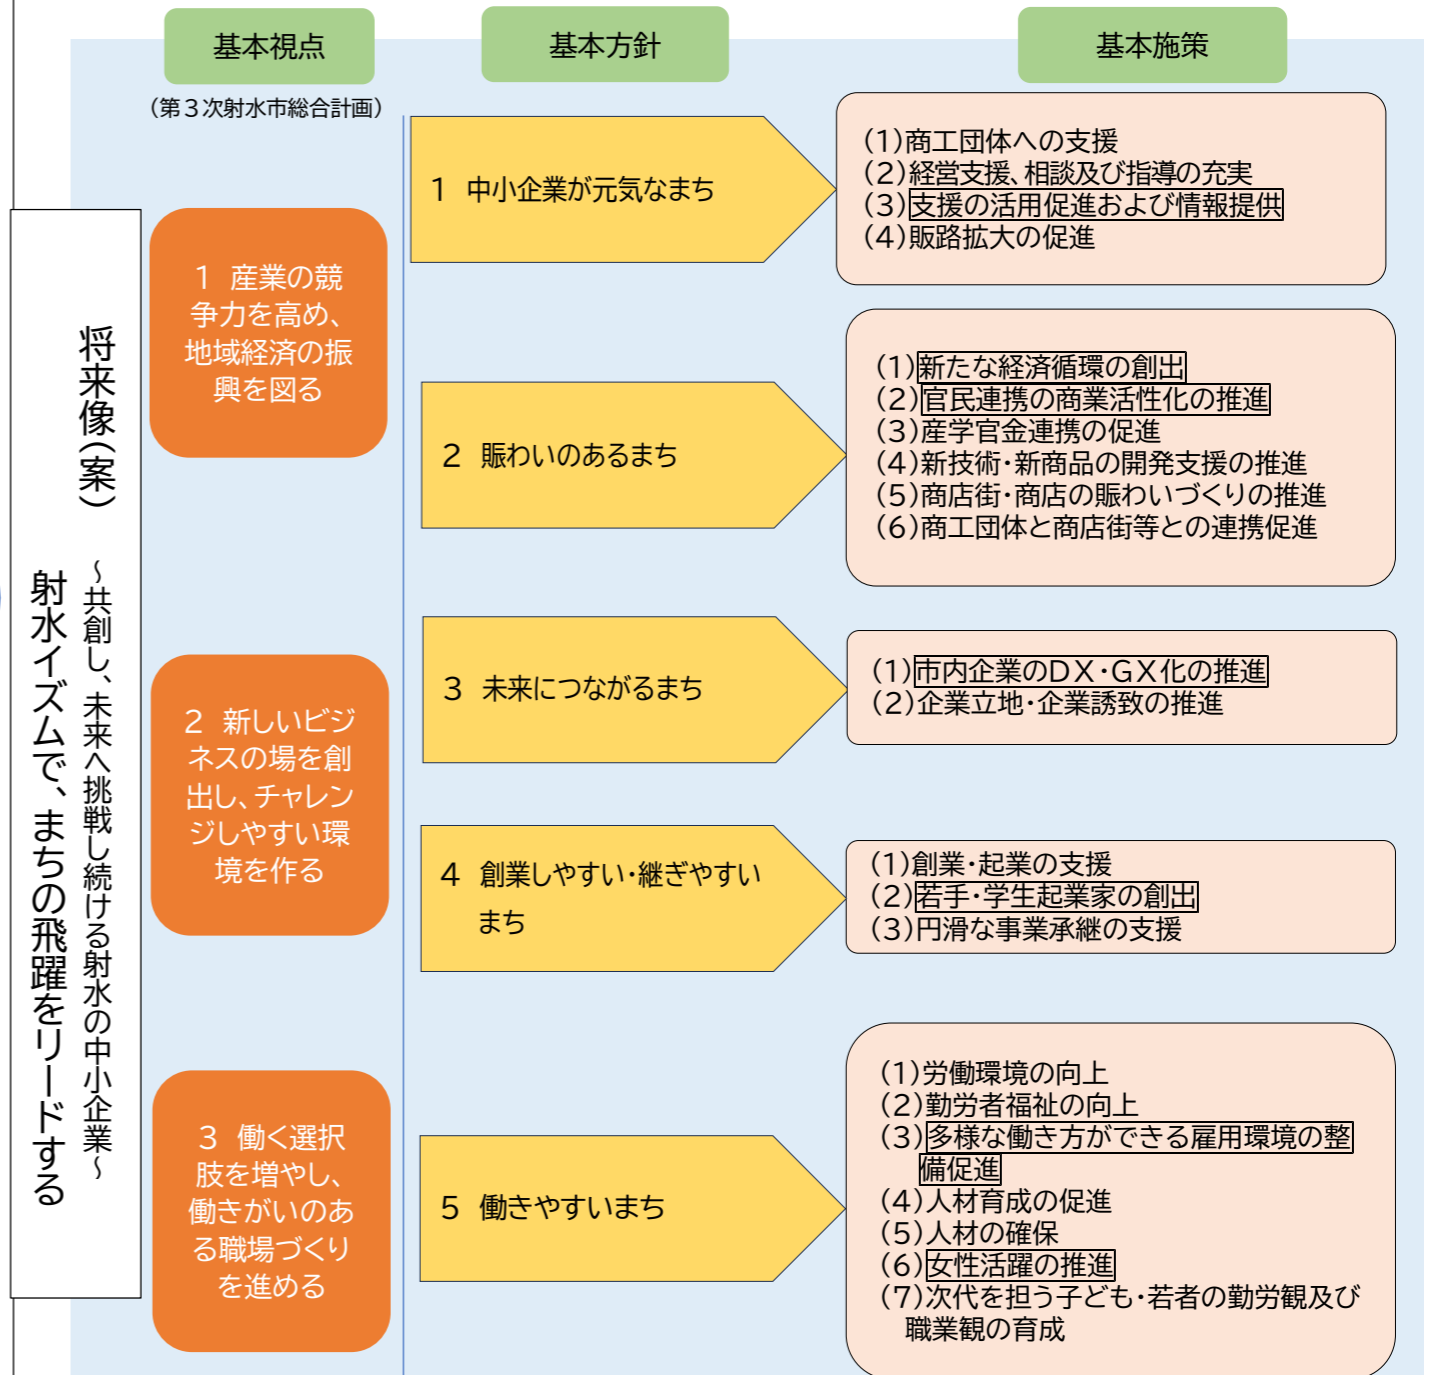 基本視点
基本方針
基本施策
(第3次射水市総合計画)
将来像(案)
~共創し、未来へ挑戦し続ける射水の中小企業~
射水イズムで、まちの飛躍をリードする
1 産業の競
争力を高め、
地域経済の振
興を図る
2 新しいビジ
ネスの場を創
出し、チャレン
ジしやすい環
境を作る
3 働く選択
肢を増やし、
働きがいのあ
る職場づくり
を進める
1 中小企業が元気なまち
(1)商工団体への支援
(2)経営支援、相談及び指導の充実
(3)支援の活用促進および情報提供
(4)販路拡大の促進
2 賑わいのあるまち
(1)新たな経済循環の創出
(2)官民連携の商業活性化の推進
(3)産学官金連携の促進
(4)新技術・新商品の開発支援の推進
(5)商店街・商店の賑わいづくりの推進
(6)商工団体と商店街等との連携促進
3 未来につながるまち
(1)市内企業のDX・GX化の推進
(2)企業立地・企業誘致の推進
4 創業しやすい・継ぎやすい
まち
(1)創業・起業の支援
(2)若手・学生起業家の創出
(3)円滑な事業承継の支援
5 働きやすいまち
(1)労働環境の向上
(2)勤労者福祉の向上
(3)多様な働き方ができる雇用環境の整
備促進
(4)人材育成の促進
(5)人材の確保
(6)女性活躍の推進
(7)次代を担う子ども・若者の勤労観及び
職業観の育成